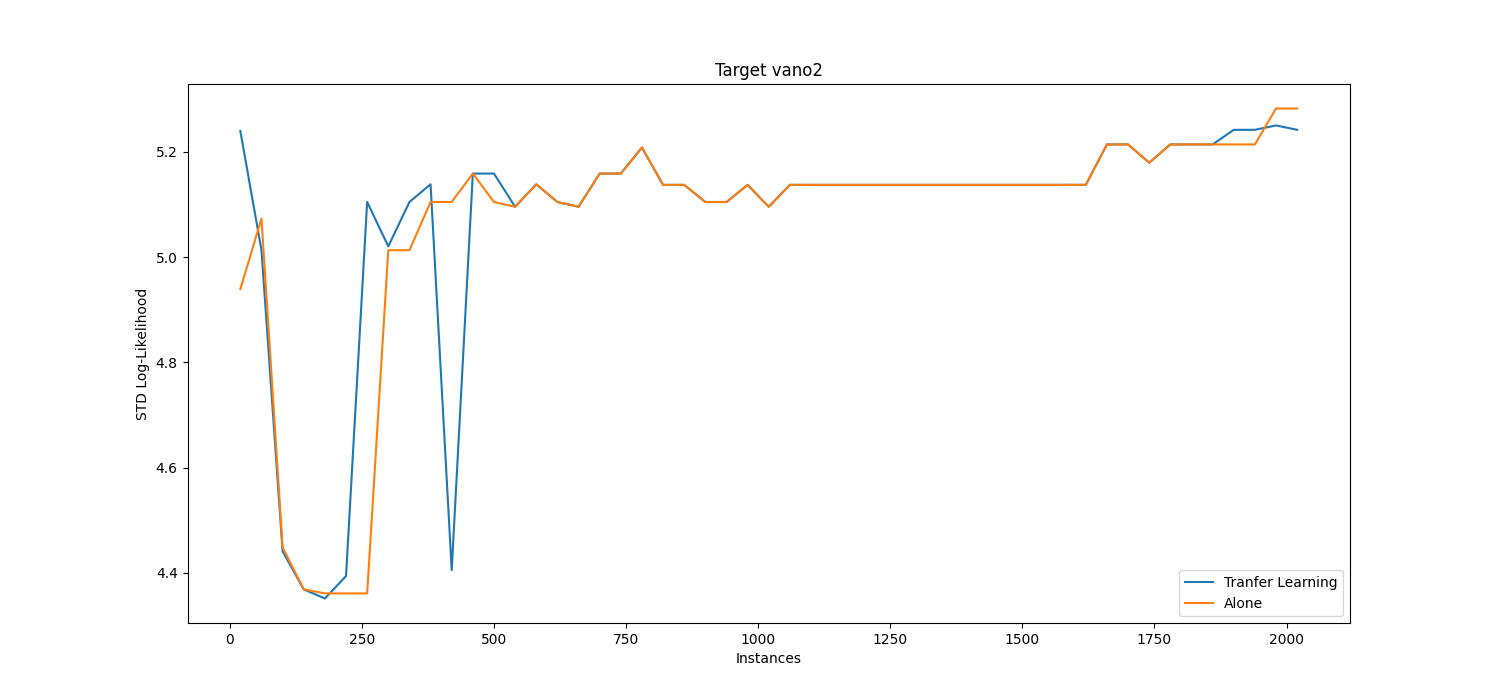 Target vano2
STD Log-Likelihood
5.2
5.0
4.8
4.6
4.4
0 250 500 750 1000 1250 1500 1750 2000
Instances
Tranfer Learning
Alone